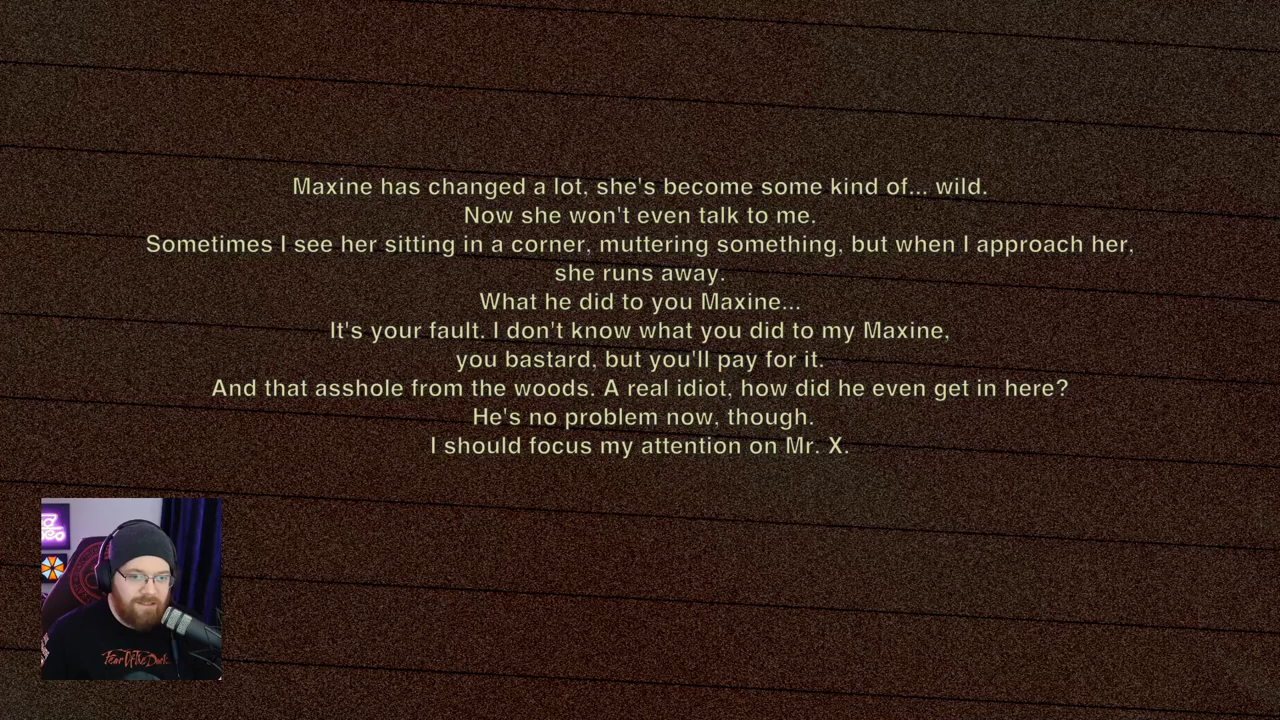 Maxine has changed a lot, she's become some kind of... wild.
Now she won't even talk to me.
Sometimes I see her sitting in a corner, muttering something, but when I approach her,
she runs away.
What he did to you Maxine...
It's your fault. I don't know what you did to my Maxine,
you bastard, but you'll pay for it.
And that asshole from the woods. A real idiot, how did he even get in here?
He's no problem now, though.
I should focus my attention on Mr. X.
Fear Of The Dark